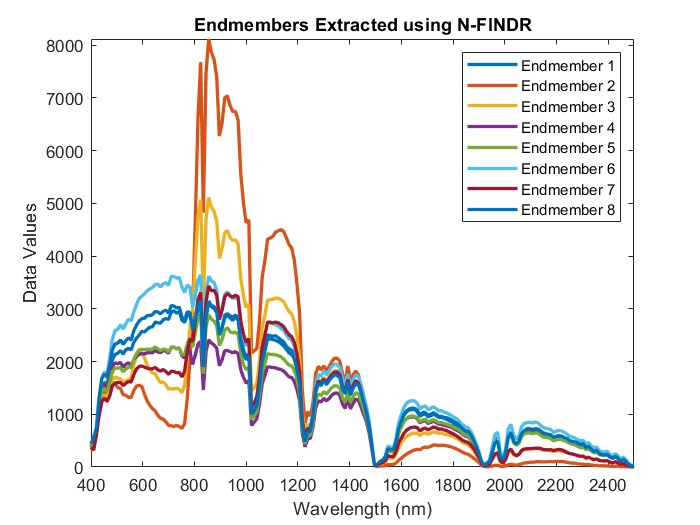 Endmembers Extracted using N-FINDR
8000
7000
6000
5000
4000
3000
2000
1000
0
Data Values
Endmember 1
Endmember 2
Endmember 3
Endmember 4
Endmember 5
Endmember 6
Endmember 7
Endmember 8
400 600 800 1000 1200 1400 1600 1800 2000 2200 2400
Wavelength (nm)